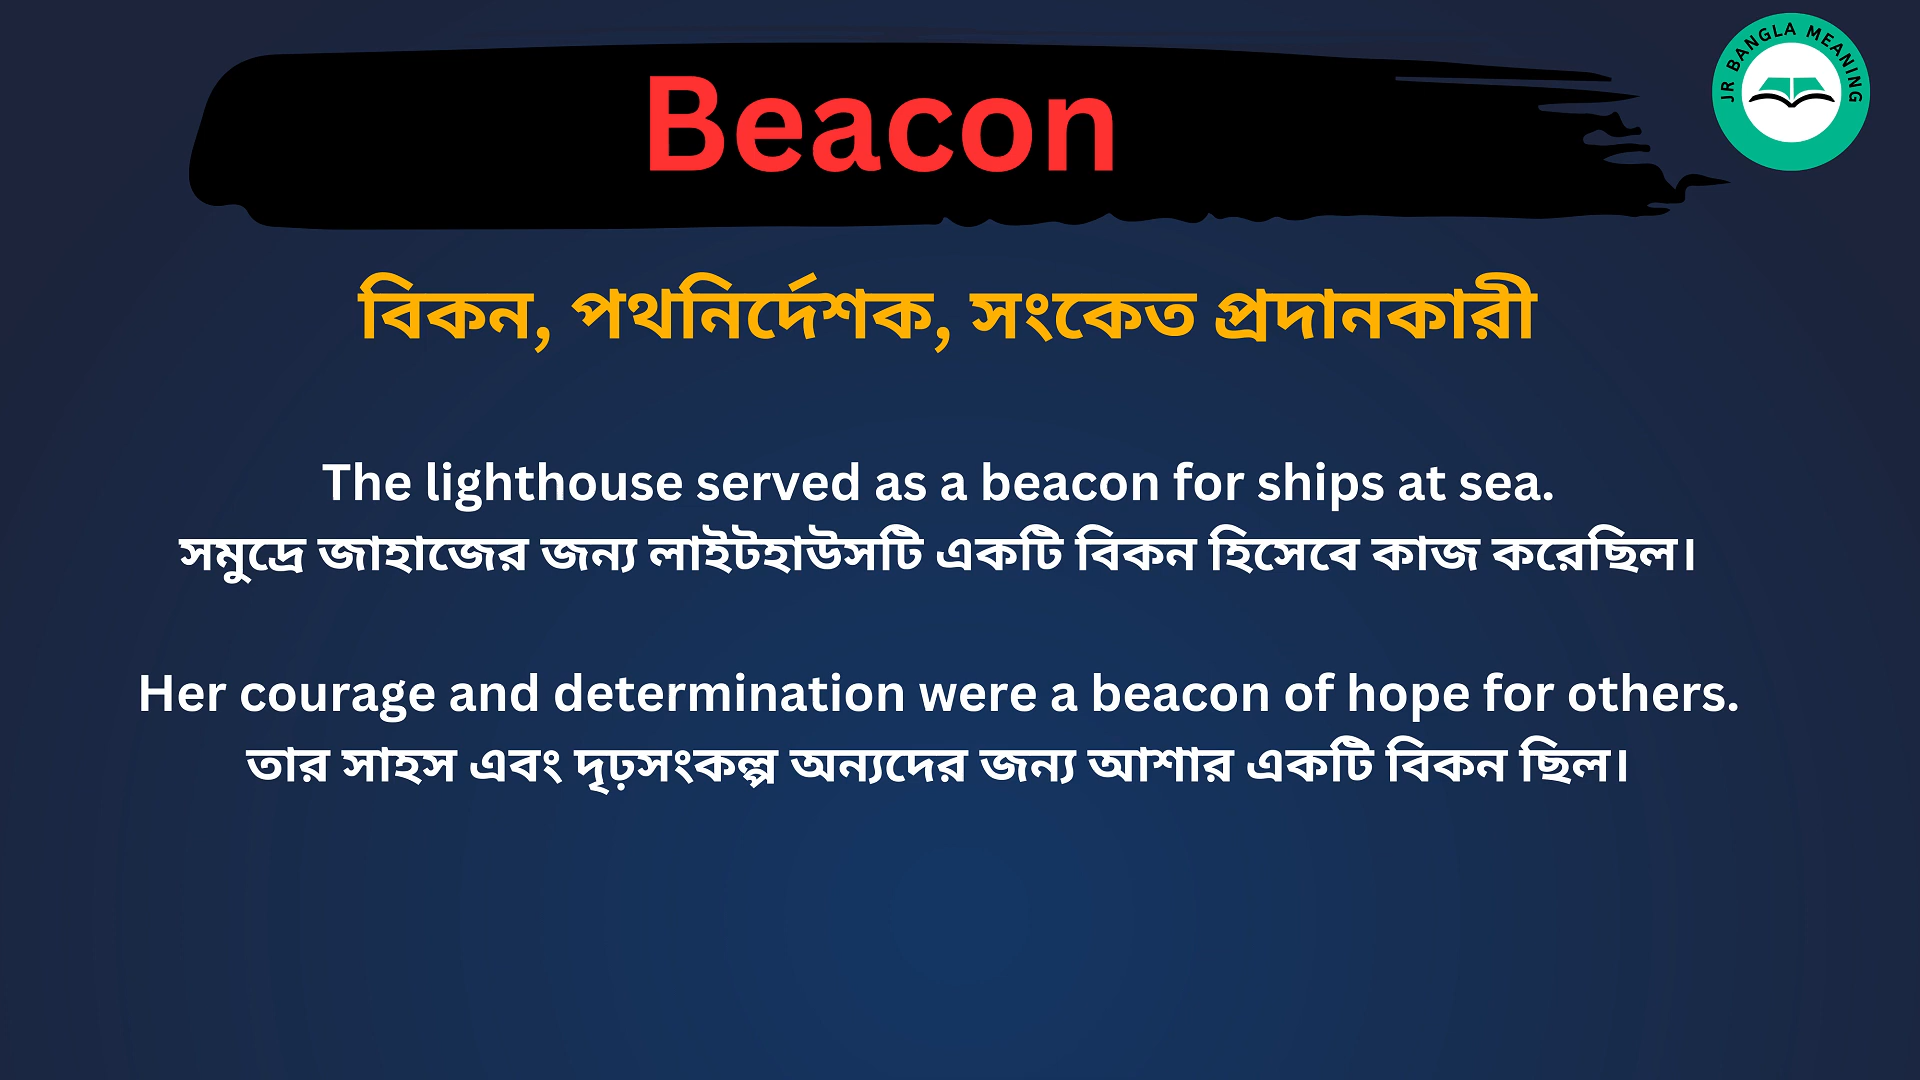 Beacon
JR BANGLA MEANING
বিকন, পথনির্দেশক, সংকেত প্রদানকারী
The lighthouse served as a beacon for ships at sea.
সমুদ্রে জাহাজের জন্য লাইটহাউসটি একটি বিকন হিসেবে কাজ করেছিল।
Her courage and determination were a beacon of hope for others.
তার সাহস এবং দৃঢ়সংকল্প অন্যদের জন্য আশার একটি বিকন ছিল।